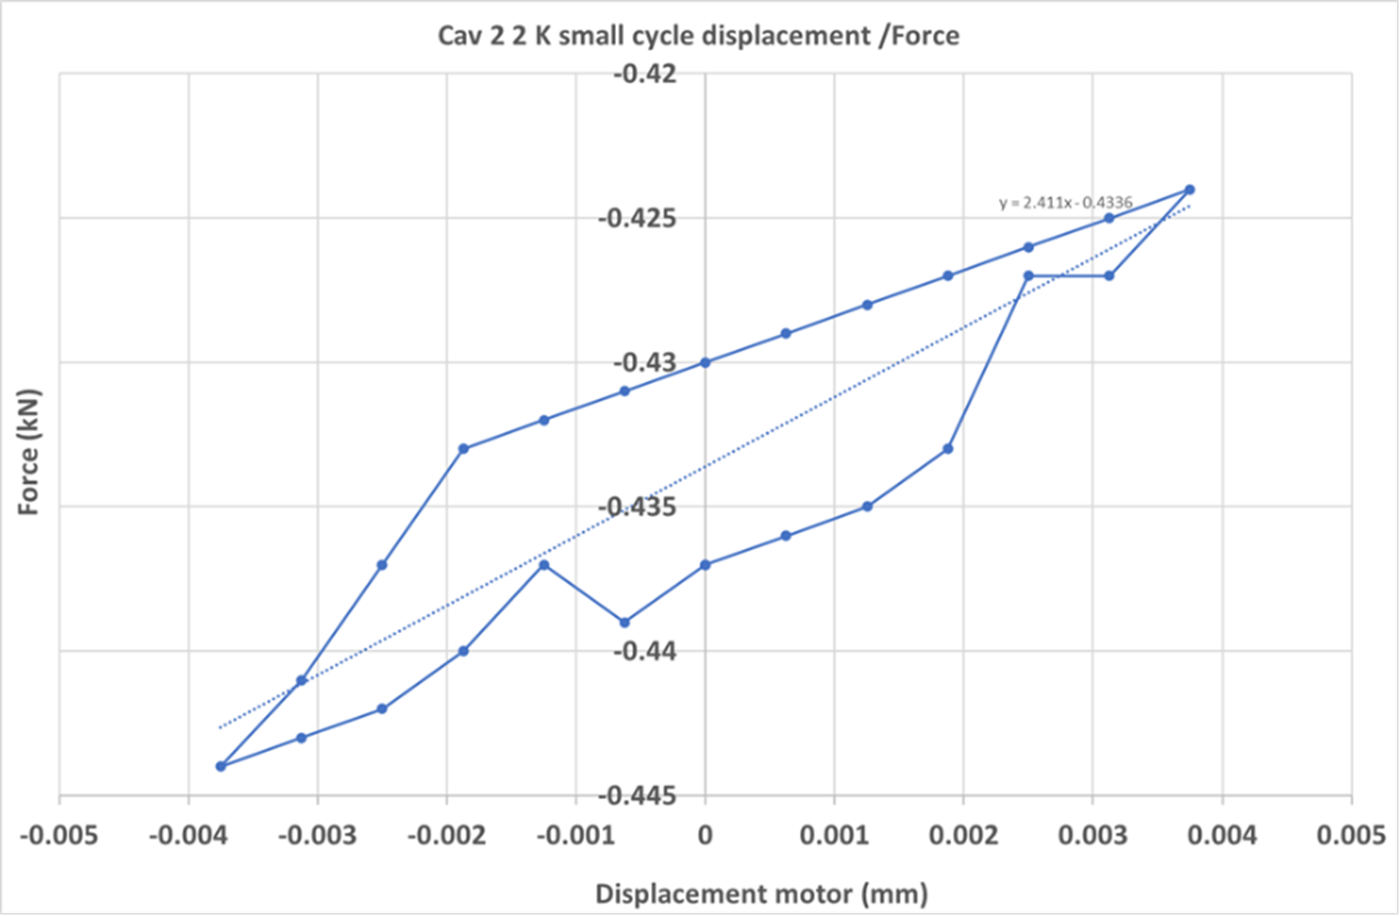 Cav 2 2 K small cycle displacement /Force
-0.42
y = 2.411x - 0.4336
-0.425
-0.43
-0.435
-0.44
-0.445
Force (kN)
-0.005 -0.004 -0.003 -0.002 -0.001 0 0.001 0.002 0.003 0.004 0.005
Displacement motor (mm)